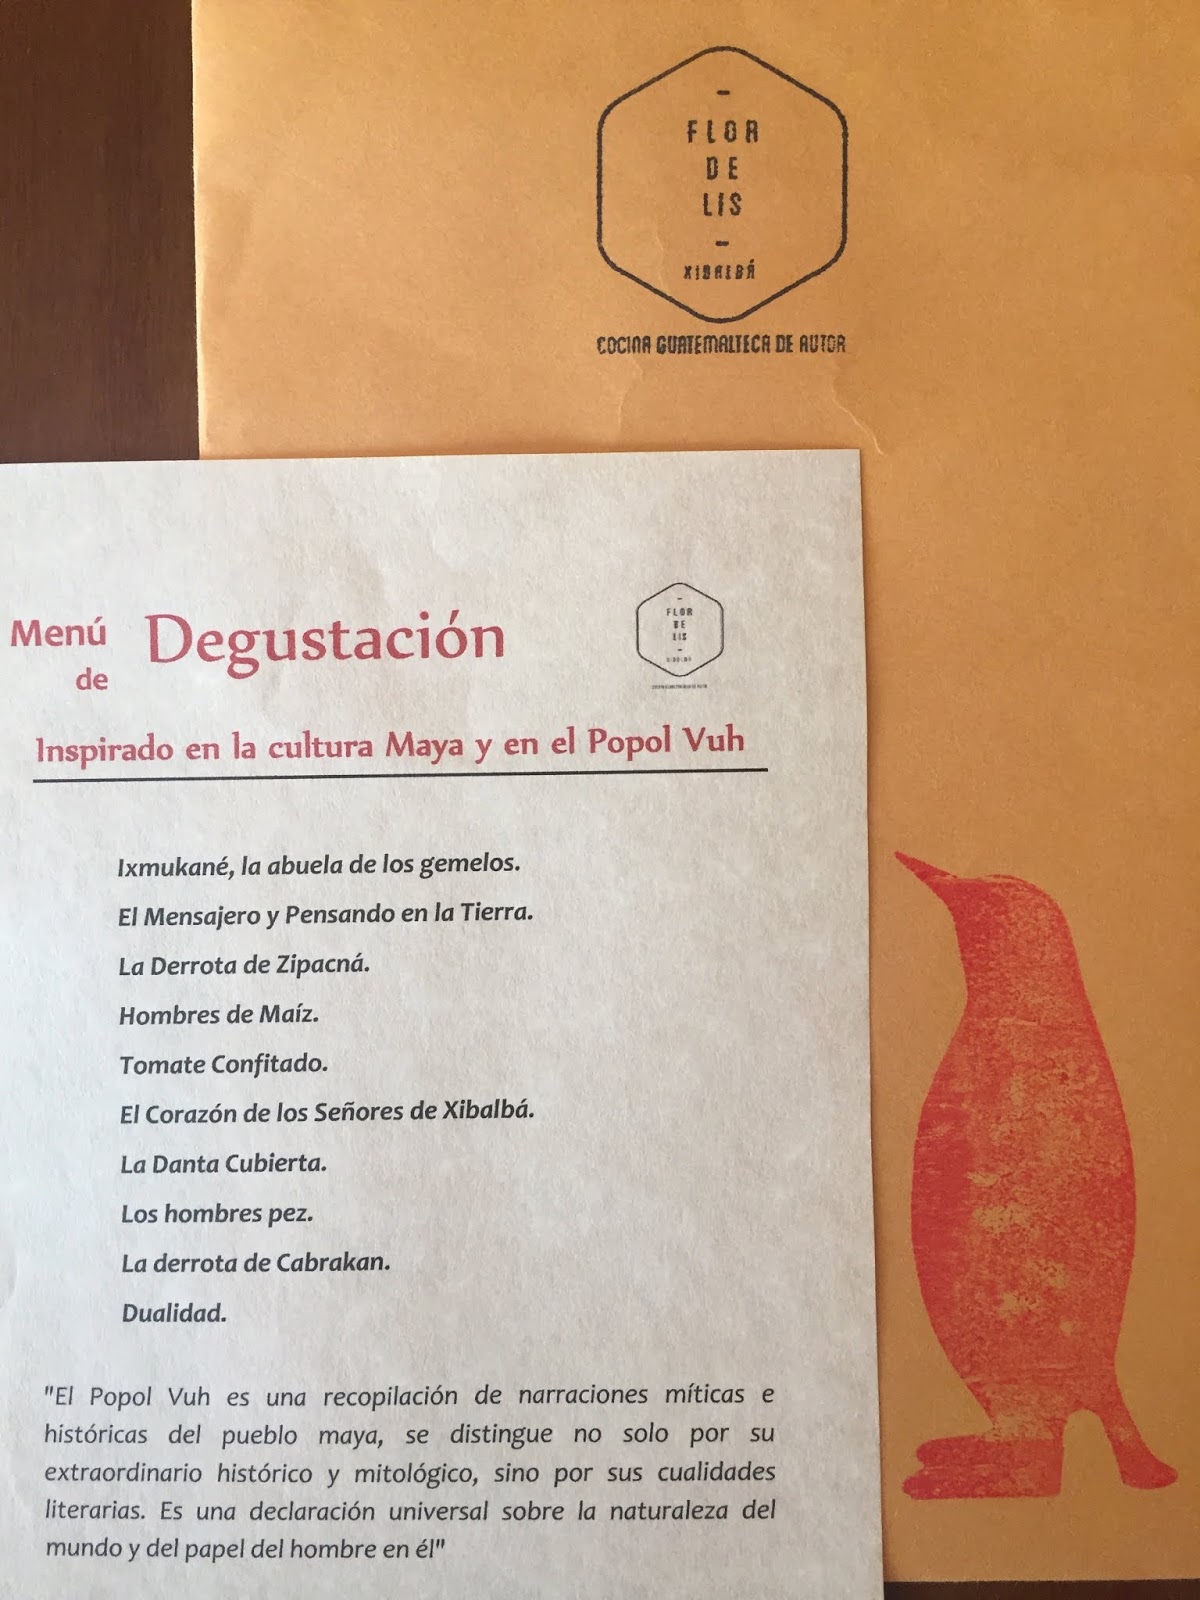 –
FLOR
DE
LIS
–
XIBALBÁ
COCINA GUATEMALTECA DE AUTOR
Menú
de
Degustación
FLOR
DE
LIS
Inspirado en la cultura Maya y en el Popol Vuh
Ixmukané, la abuela de los gemelos.
El Mensajero y Pensando en la Tierra.
La Derrota de Zipacná.
Hombres de Maíz.
Tomate Confitado.
El Corazón de los Señores de Xibalbá.
La Danta Cubierta.
Los hombres pez.
La derrota de Cabrakan.
Dualidad.
"El Popol Vuh es una recopilación de narraciones míticas e
históricas del pueblo maya, se distingue no solo por su
extraordinario histórico y mitológico, sino por sus cualidades
literarias. Es una declaración universal sobre la naturaleza del
mundo y del papel del hombre en él"